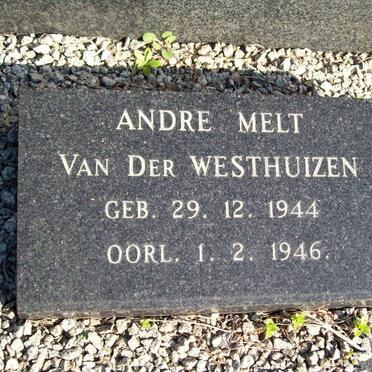 ANDRE MELT
VAN DER WESTHUIZEN
GEB. 29. 12. 1944
OORL. 1. 2. 1946.